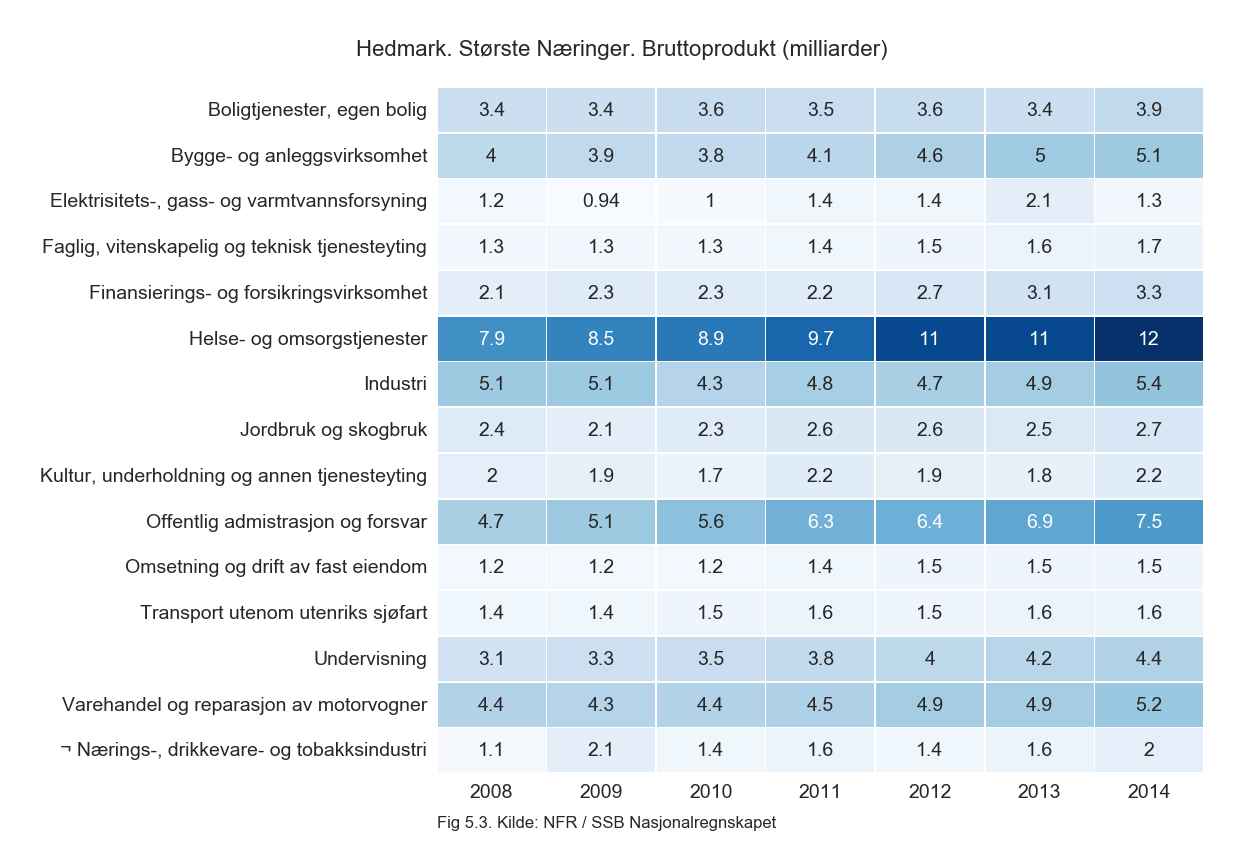 Hedmark. Største Næringer. Bruttoprodukt (milliarder)
Boligtjenester, egen bolig 3.4 3.4 3.6 3.5 3.6 3.4 3.9
Bygge- og anleggsvirksomhet 4 3.9 3.8 4.1 4.6 5 5.1
Elektrisitets-, gass- og varmtvannsforsyning 1.2 0.94 1 1.4 1.4 2.1 1.3
Faglig, vitenskapelig og teknisk tjenesteyting 1.3 1.3 1.3 1.4 1.5 1.6 1.7
Finansierings- og forsikringsvirksomhet 2.1 2.3 2.3 2.2 2.7 3.1 3.3
Helse- og omsorgstjenester 7.9 8.5 8.9 9.7 11 11 12
Industri 5.1 5.1 4.3 4.8 4.7 4.9 5.4
Jordbruk og skogbruk 2.4 2.1 2.3 2.6 2.6 2.5 2.7
Kultur, underholdning og annen tjenesteyting 2 1.9 1.7 2.2 1.9 1.8 2.2
Offentlig admistrasjon og forsvar 4.7 5.1 5.6 6.3 6.4 6.9 7.5
Omsetning og drift av fast eiendom 1.2 1.2 1.2 1.4 1.5 1.5 1.5
Transport utenom utenriks sjøfart 1.4 1.4 1.5 1.6 1.5 1.6 1.6
Undervisning 3.1 3.3 3.5 3.8 4 4.2 4.4
Varehandel og reparasjon av motorvogner 4.4 4.3 4.4 4.5 4.9 4.9 5.2
¬ Nærings-, drikkevare- og tobakksindustri 1.1 2.1 1.4 1.6 1.4 1.6 2
2008 2009 2010 2011 2012 2013 2014
Fig 5.3. Kilde: NFR / SSB Nasjonalregnskapet